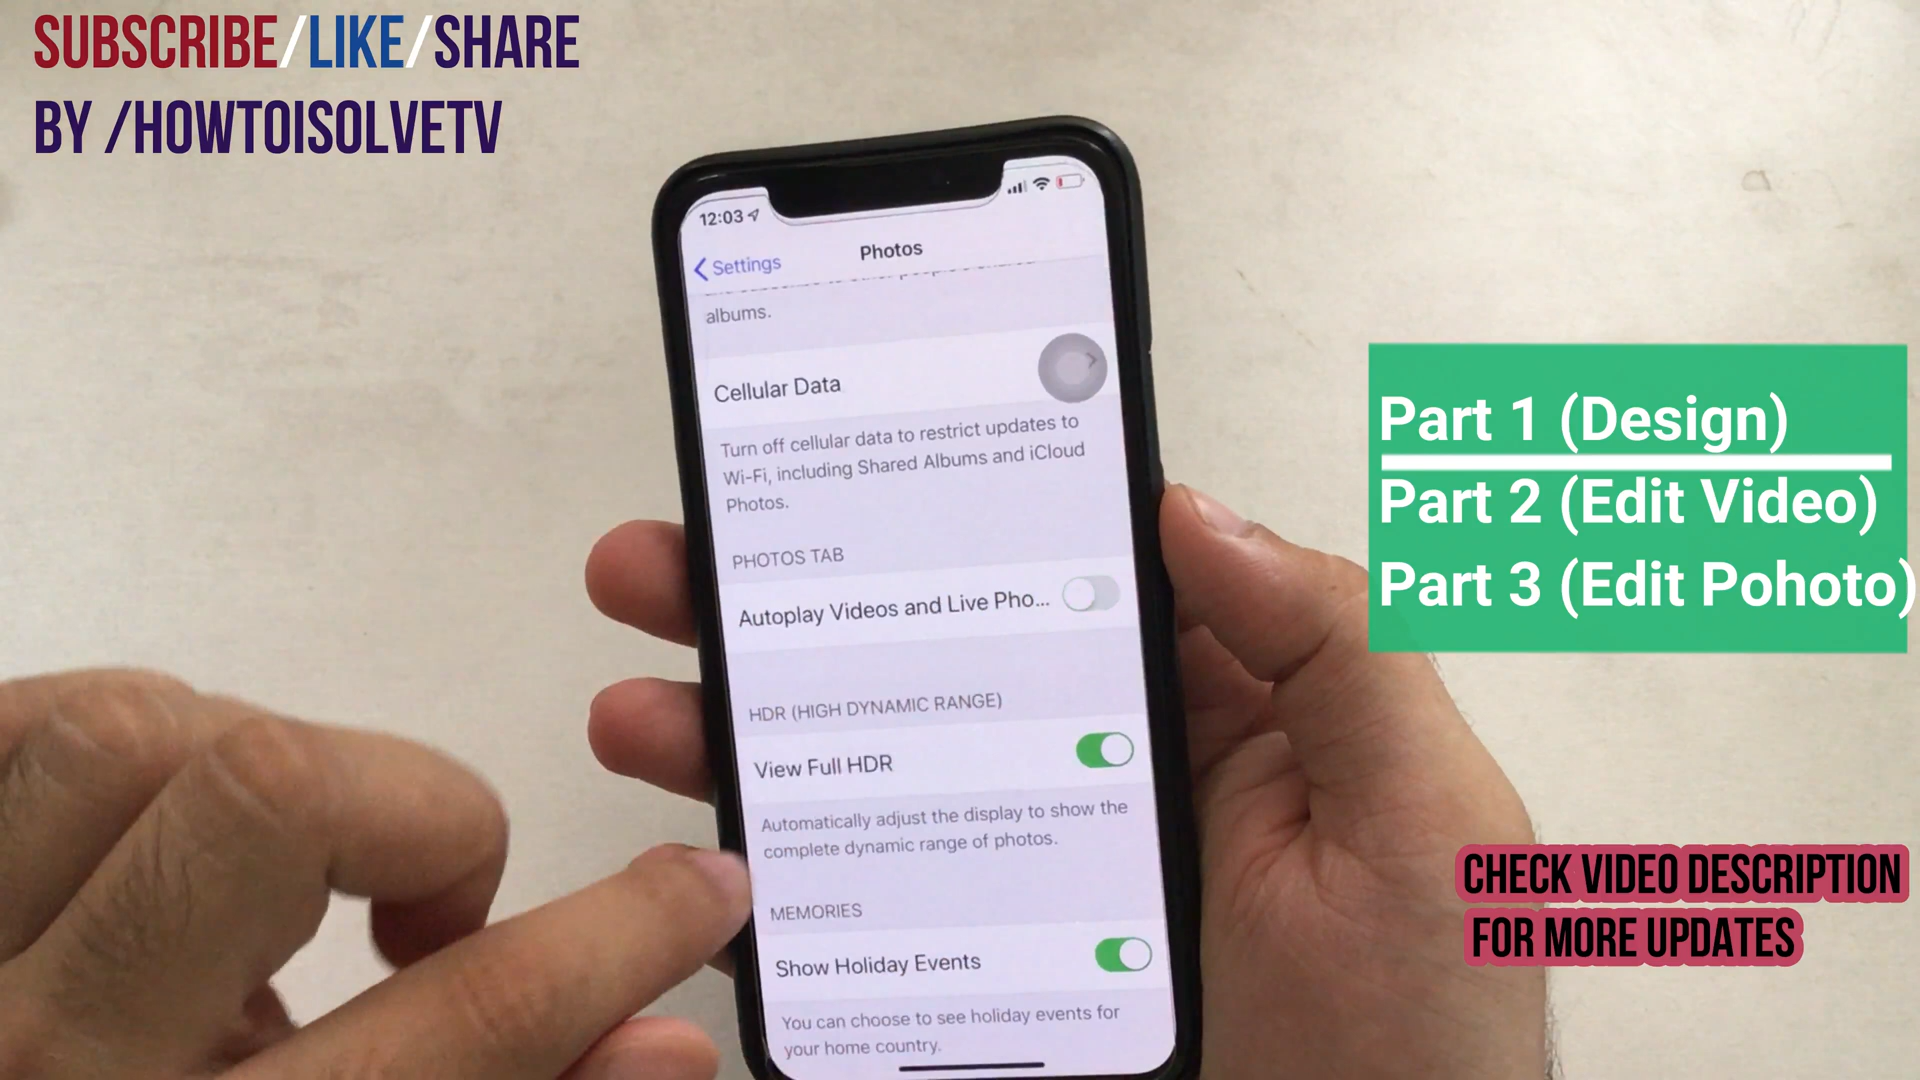 SUBSCRIBE/LIKE/SHARE
BY /HOWTOISOLVETV
12:03
Settings
Photos
albums.
Cellular Data
Turn off cellular data to restrict updates to
Wi-Fi, including Shared Albums and iCloud
Photos.
PHOTOS TAB
Autoplay Videos and Live Pho...
HDR (HIGH DYNAMIC RANGE)
View Full HDR
Automatically adjust the display to show the
complete dynamic range of photos.
MEMORIES
Show Holiday Events
You can choose to see holiday events for
your home country.
Part 1 (Design)
Part 2 (Edit Video)
Part 3 (Edit Pohoto)
CHECK VIDEO DESCRIPTION
FOR MORE UPDATES